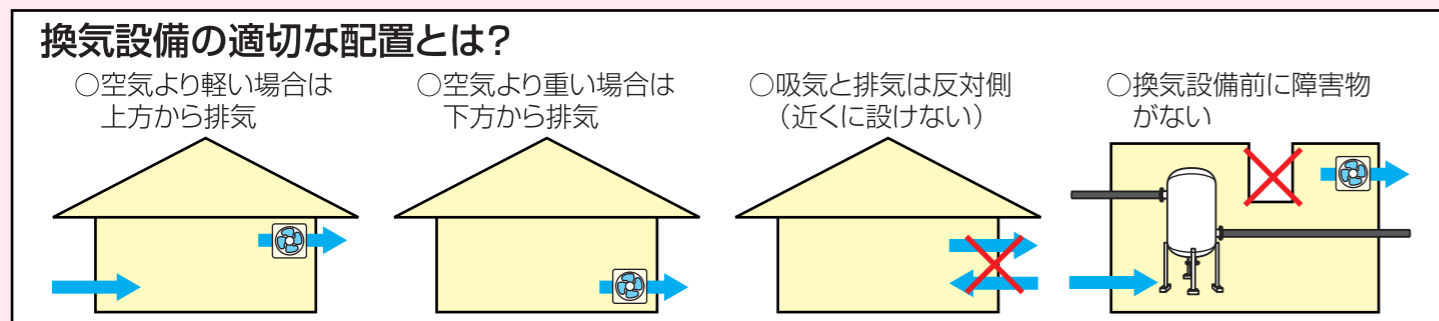 換気設備の適切な配置とは?
○空気より軽い場合は
上方から排気
○空気より重い場合は
下方から排気
○吸気と排気は反対側
(近くに設けない)
○換気設備前に障害物
がない